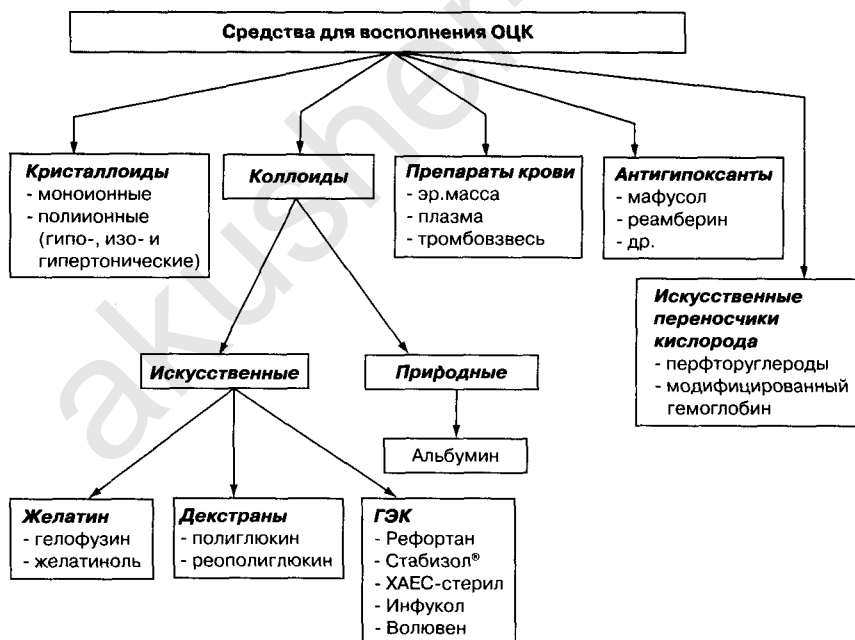 Средства для восполнения ОЦК
Кристаллоиды
- моноионные
- полиионные
(гипо-, изо- и
гипертонические)
Коллоиды
Препараты крови
- эр.масса
- плазма
- тромбовзвесь
Антигипоксанты
- мафусол
- реамберин
- др.
Искусственные
переносчики
кислорода
- перфторуглероды
- модифицированный
гемоглобин
Искусственные
Природные
Альбумин
Желатин
- гелофузин
- желатиноль
Декстраны
- полиглюкин
- реополиглюкин
ГЭК
- Рефортан
- Стабизол®
- ХАЕС-стерил
- Инфукол
- Волювен
akusher